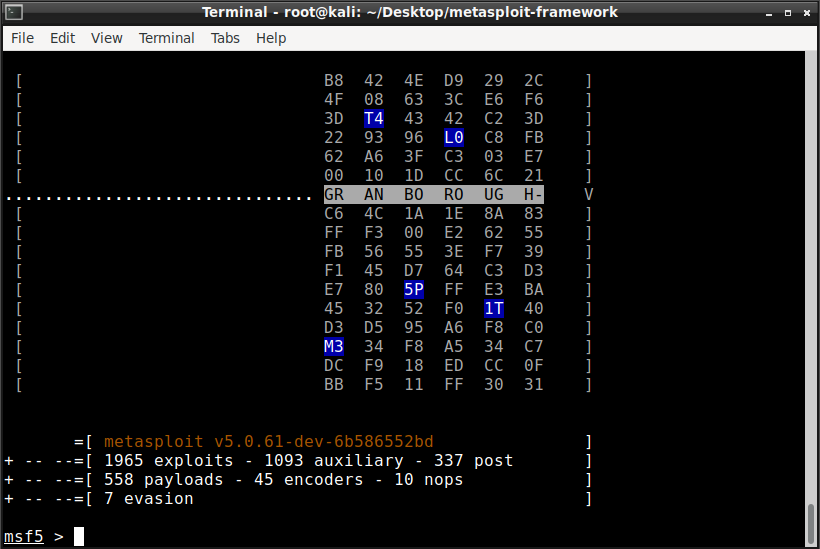 Terminal - root@kali: ~/Desktop/metasploit-framework
File Edit View Terminal Tabs Help
[ B8 42 4E D9 29 2C ]
[ 4F 08 63 3C E6 F6 ]
[ 3D T4 43 42 C2 3D ]
[ 22 93 96 L0 C8 FB ]
[ 62 A6 3F C3 03 E7 ]
[ 00 10 1D CC 6C 21 ]
............................... GR AN BO RO UG H- V
[ C6 4C 1A 1E 8A 83 ]
[ FF F3 00 E2 62 55 ]
[ FB 56 55 3E F7 39 ]
[ F1 45 D7 64 C3 D3 ]
[ E7 80 5P FF E3 BA ]
[ 45 32 52 F0 1T 40 ]
[ D3 D5 95 A6 F8 C0 ]
[ M3 34 F8 A5 34 C7 ]
[ DC F9 18 ED CC 0F ]
[ BB F5 11 FF 30 31 ]
=[ metasploit v5.0.61-dev-6b586552bd ]
+ -- --=[ 1965 exploits - 1093 auxiliary - 337 post ]
+ -- --=[ 558 payloads - 45 encoders - 10 nops ]
+ -- --=[ 7 evasion ]
msf5 >